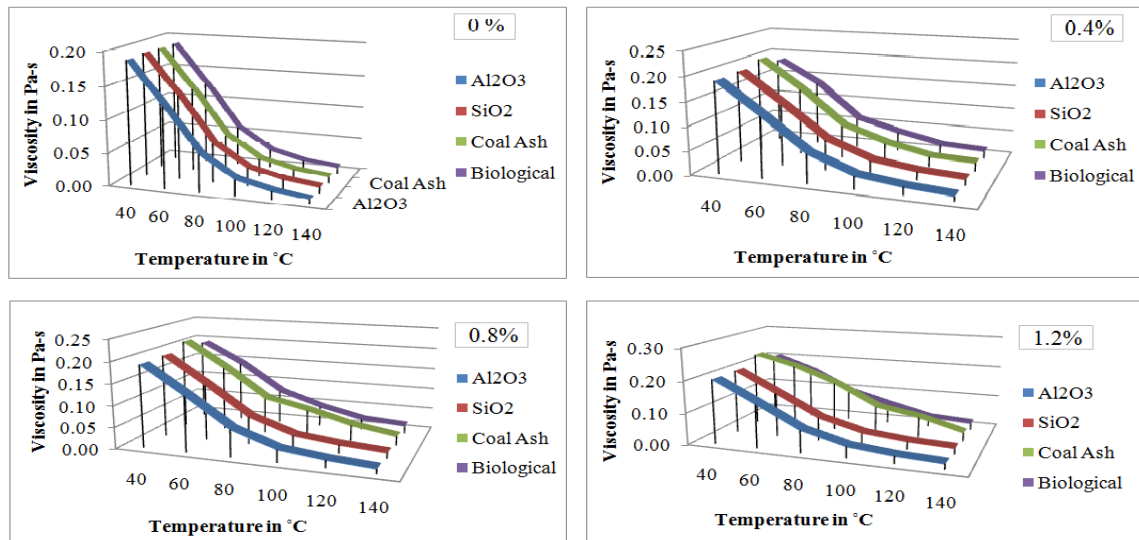 0 %
Viscosity in Pa-s
0.20
0.15
0.10
0.05
0.00
40 60 80 100 120 140
Temperature in ˚C
Coal Ash
Al2O3
Al2O3
SiO2
Coal Ash
Biological
0.4%
Viscosity in Pa-s
0.25
0.20
0.15
0.10
0.05
0.00
40 60 80 100 120 140
Temperature in ˚C
Al2O3
SiO2
Coal Ash
Biological
0.8%
Viscosity in Pa-s
0.25
0.20
0.15
0.10
0.05
0.00
40 60 80 100 120 140
Temperature in ˚C
Al2O3
SiO2
Coal Ash
Biological
1.2%
Viscosity in Pa-s
0.30
0.20
0.10
0.00
40 60 80 100 120 140
Temperature in ˚C
Al2O3
SiO2
Coal Ash
Biological